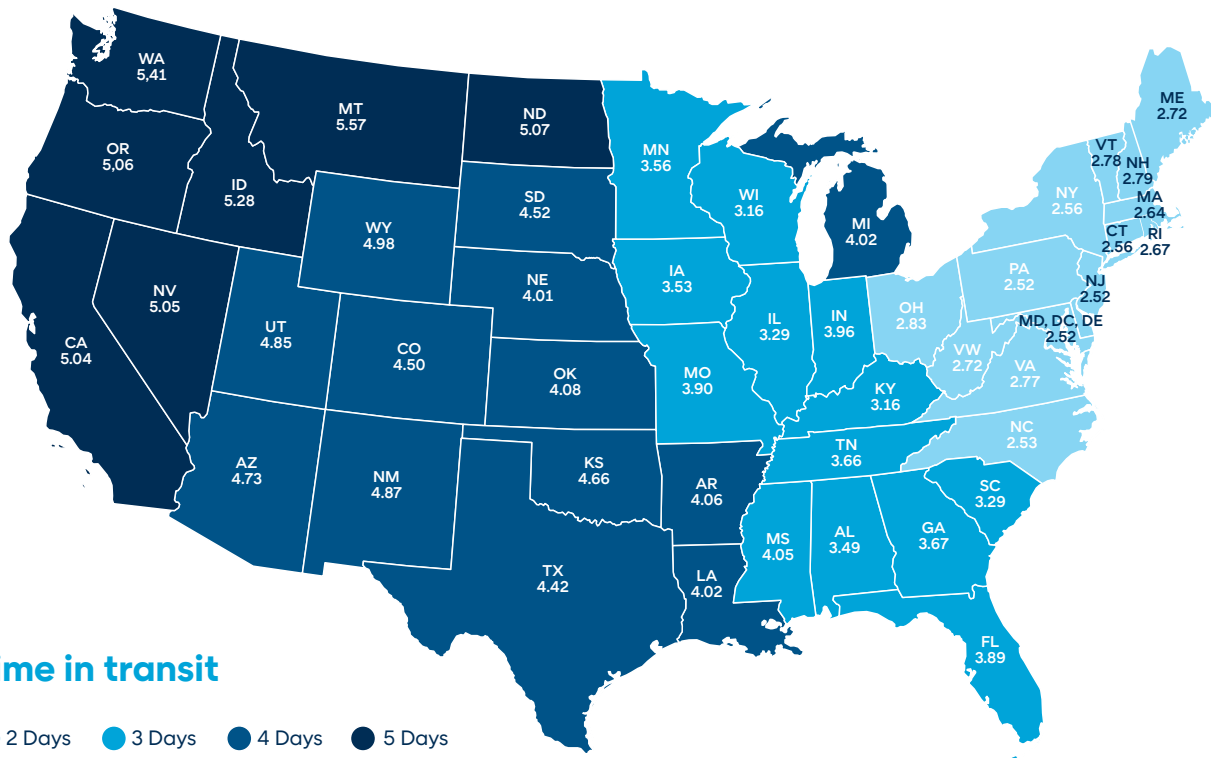 WA
5,41
MT
5.57
ND
5.07
OR
5,06
ID
5.28
MN
3.56
ME
2.72
VT
2.78
NH
2.79
WI
3.16
SD
4.52
NY
2.56
MA
2.64
WY
4.98
MI
4.02
CT
2.56
RI
2.67
IA
3.53
PA
2.52
NE
4.01
NJ
2.52
NV
5.05
OH
2.83
IL
3.29
IN
3.96
MD, DC, DE
2.52
UT
4.85
CA
5.04
CO
4.50
VW
2.72
VA
2.77
OK
4.08
MO
3.90
KY
3.16
NC
2.53
TN
3.66
AZ
4.73
NM
4.87
KS
4.66
AR
4.06
SC
3.29
MS
4.05
AL
3.49
GA
3.67
TX
4.42
LA
4.02
FL
3.89
ime in transit
2 Days
3 Days
4 Days
5 Days